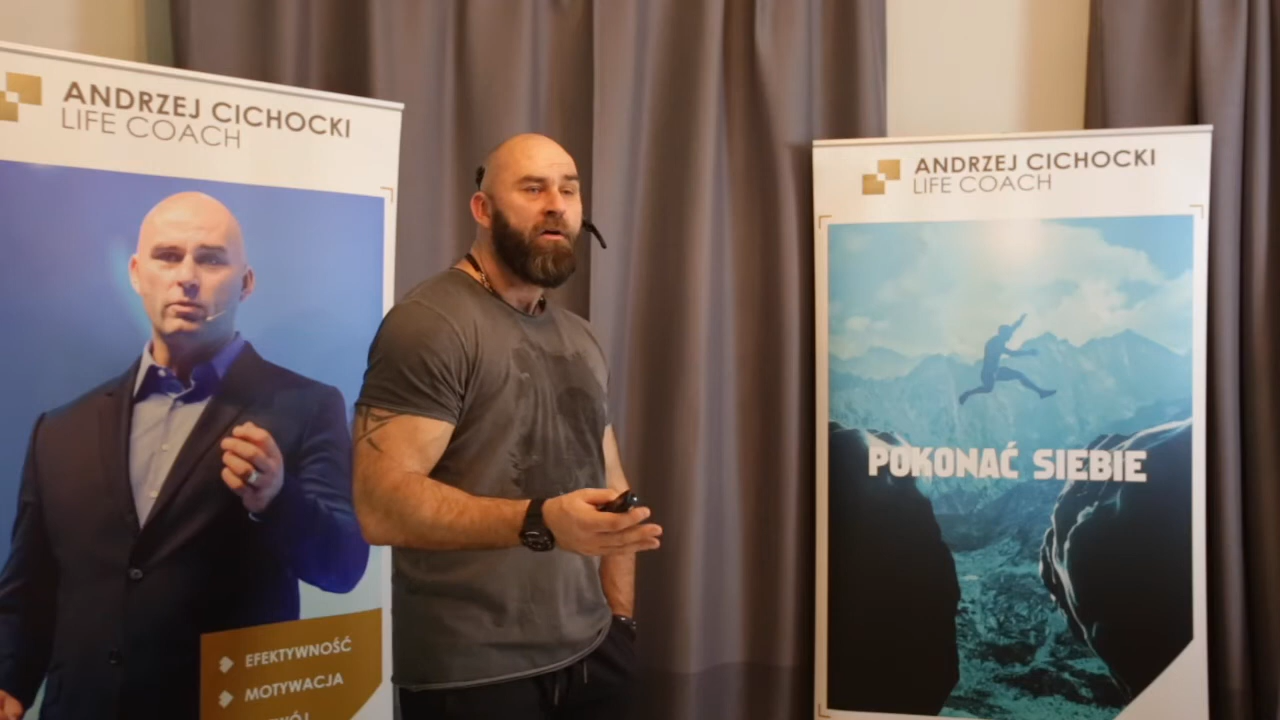 ANDRZEJ CICHOCKI
LIFE COACH
EFEKTYWNOŚĆ
MOTYWACJA
ANDRZEJ CICHOCKI
LIFE COACH
POKONAĆ SIEBIE